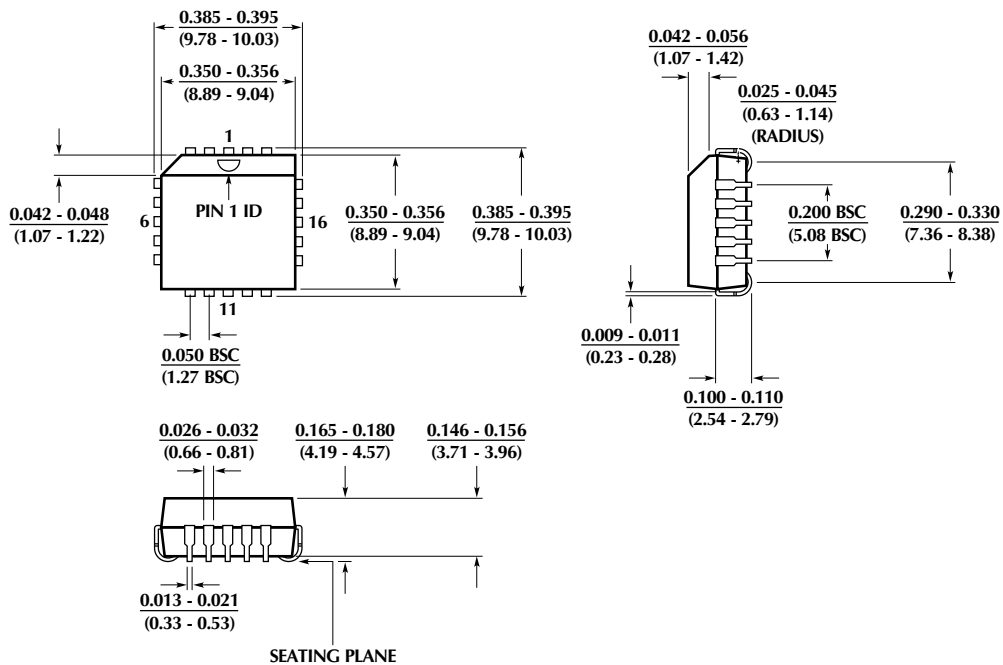 0.385 - 0.395
(9.78 - 10.03)
0.350 - 0.356
(8.89 - 9.04)
1
0.042 - 0.048
(1.07 - 1.22)
6
PIN 1 ID
16
0.350 - 0.356
(8.89 - 9.04)
0.385 - 0.395
(9.78 - 10.03)
11
0.050 BSC
(1.27 BSC)
0.042 - 0.056
(1.07 - 1.42)
0.025 - 0.045
(0.63 - 1.14)
(RADIUS)
0.200 BSC
(5.08 BSC)
0.290 - 0.330
(7.36 - 8.38)
0.009 - 0.011
(0.23 - 0.28)
0.100 - 0.110
(2.54 - 2.79)
0.026 - 0.032
(0.66 - 0.81)
0.165 - 0.180
(4.19 - 4.57)
0.146 - 0.156
(3.71 - 3.96)
0.013 - 0.021
(0.33 - 0.53)
SEATING PLANE